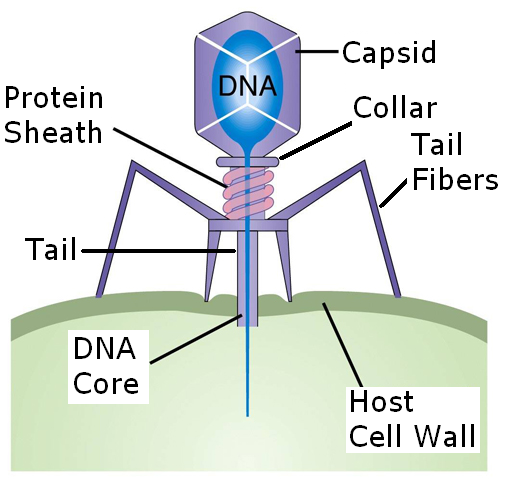 DNA
Capsid
Protein
Sheath
Collar
Tail
Fibers
Tail
DNA
Core
Host
Cell Wall